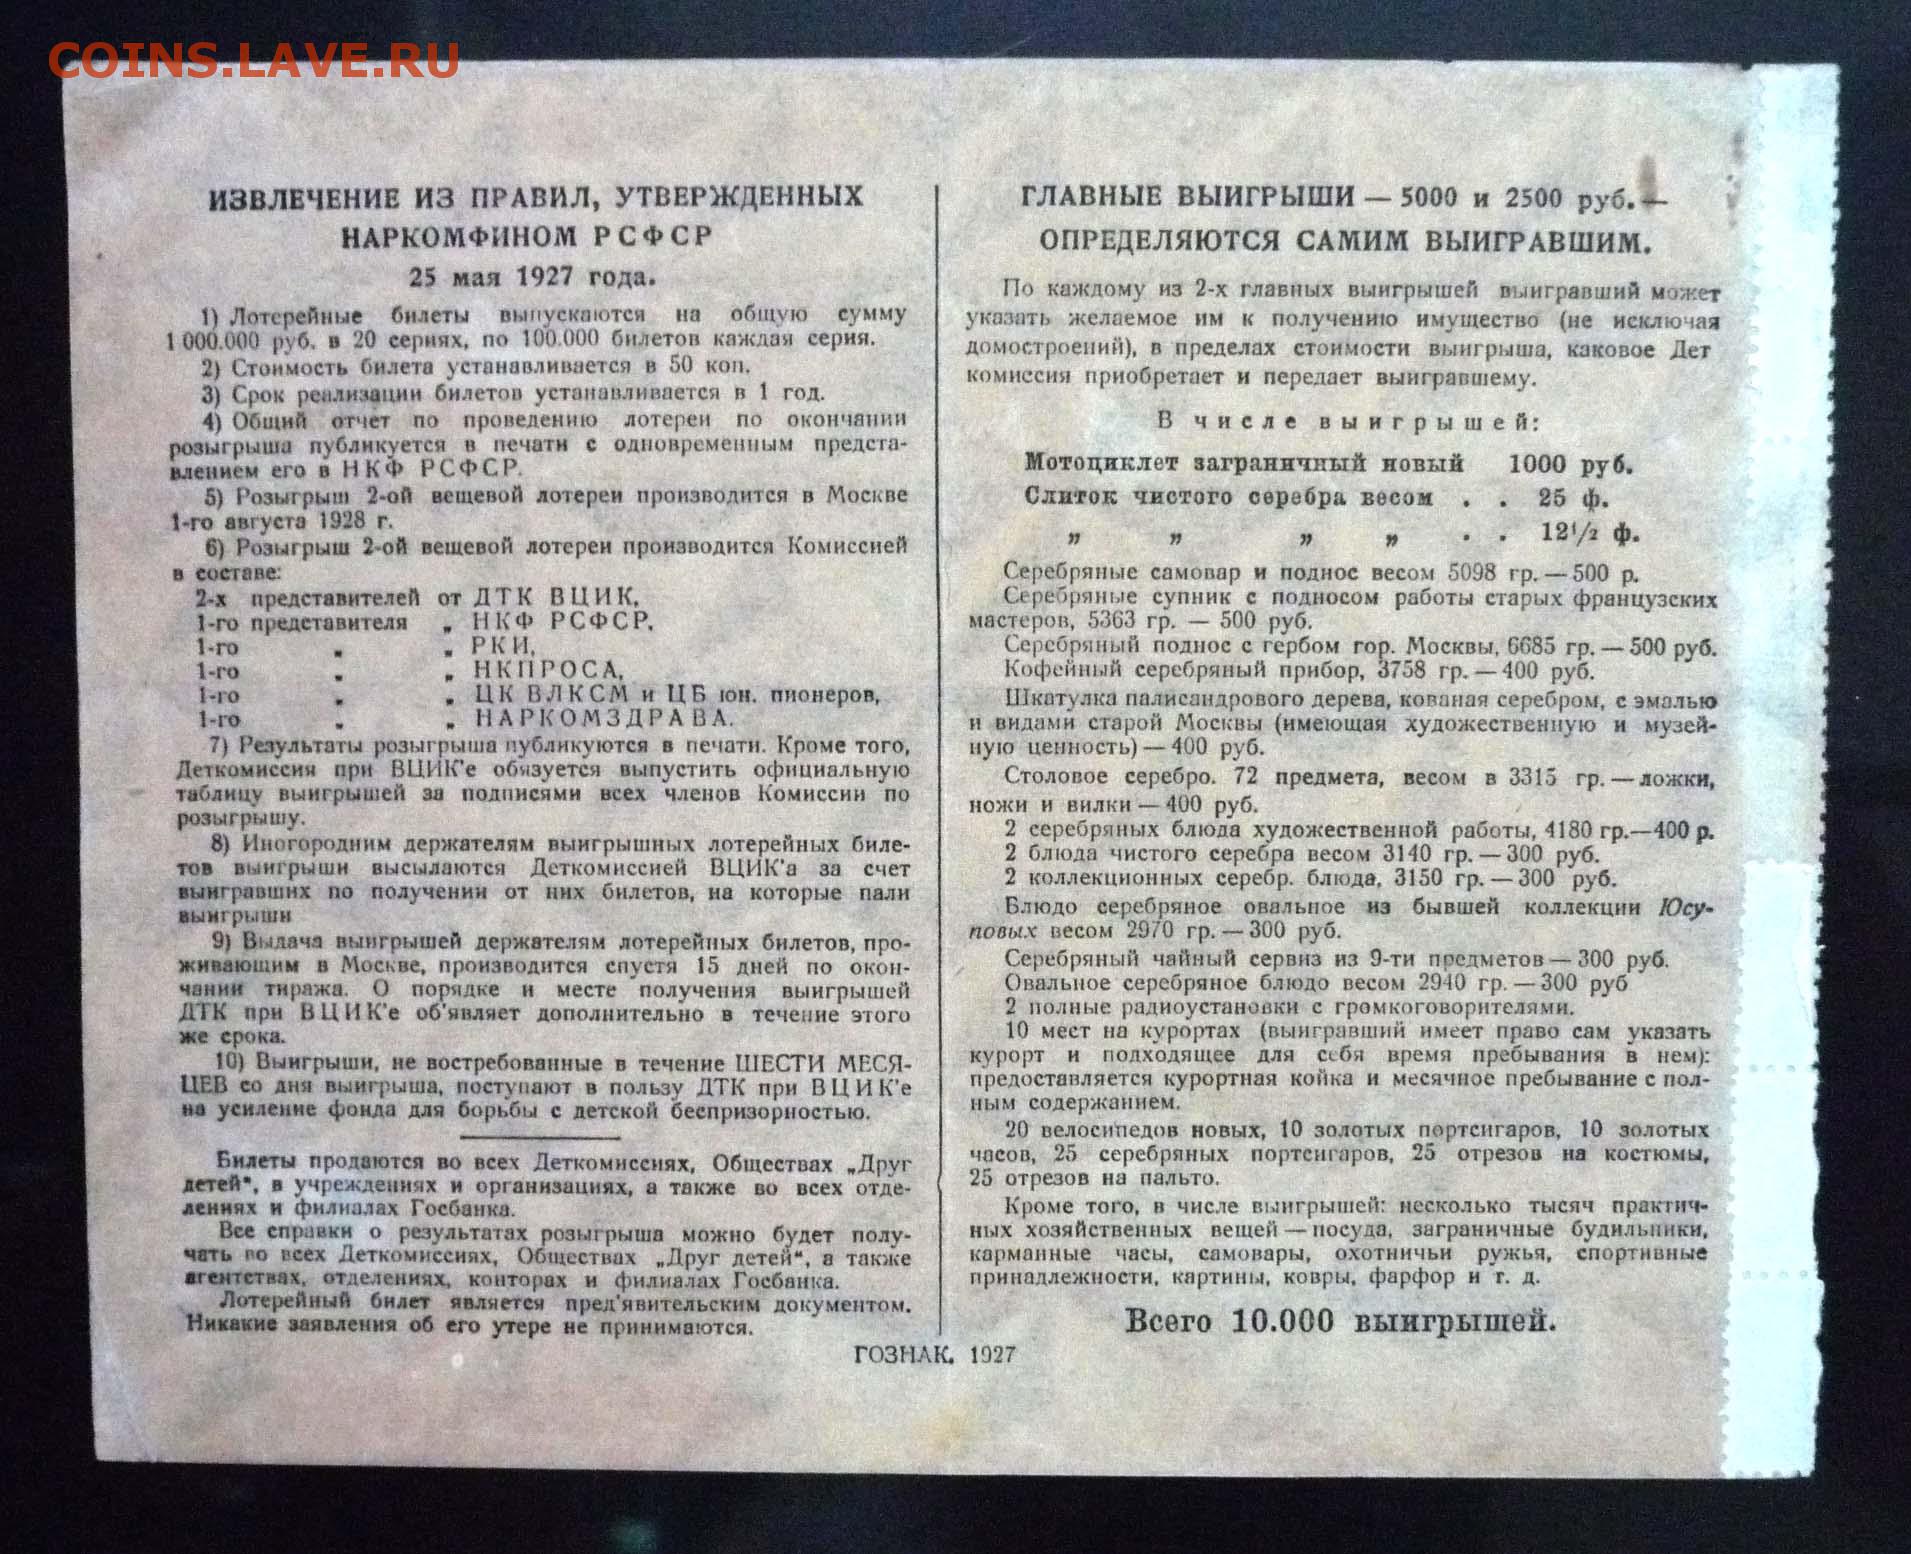 COINS.LAVE.RU
ИЗВЛЕЧЕНИЕ ИЗ ПРАВИЛ, УТВЕРЖДЕННЫХ
НАРКОМФИНОМ РСФСР
25 мая 1927 года.
1) Лотерейные билеты выпускаются на общую сумму
1 000.000 руб. в 20 сериях, по 100.000 билетов каждая серия.
2) Стоимость билета устанавливается в 50 коп.
3) Срок реализации билетов устанавливается в 1 год.
4) Общий отчет по проведению лотереи по окончании
розыгрыша публикуется в печати с одновременным предста-
влением его в НКФ РСФСР.
5) Розыгрыш 2-ой вещевой лотереи производится в Москве
1-го августа 1928 г.
6) Розыгрыш 2-ой вещевой лотереи производится Комиссией
в составе:
2-х представителей от ДТК ВЦИК,
1-го представителя „ НКФ РСФСР,
1-го „ „ РКИ,
1-го „ „ НКПРОСА,
1-го „ „ ЦК ВЛКСМ и ЦБ юн. пионеров,
1-го „ „ НАРКОМЗДРАВА.
7) Результаты розыгрыша публикуются в печати. Кроме того,
Деткомиссия при ВЦИК'е обязуется выпустить официальную
таблицу выигрышей за подписями всех членов Комиссии по
розыгрышу.
8) Иногородним держателям выигрышных лотерейных биле-
тов выигрыши высылаются Деткомиссией ВЦИК'а за счет
выигравших по получении от них билетов, на которые пали
выигрыши
9) Выдача выигрышей держателям лотерейных билетов, про-
живающим в Москве, производится спустя 15 дней по окон-
чании тиража. О порядке и месте получения выигрышей
ДТК при ВЦИК'е об'являет дополнительно в течение этого
же срока.
10) Выигрыши, не востребованные в течение ШЕСТИ МЕСЯ-
ЦЕВ со дня выигрыша, поступают в пользу ДТК при ВЦИК'е
на усиление фонда для борьбы с детской беспризорностью.
Билеты продаются во всех Деткомиссиях, Обществах „Друг
детей“, в учреждениях и организациях, а также во всех отде-
лениях и филиалах Госбанка.
Все справки о результатах розыгрыша можно будет полу-
чать во всех Деткомиссиях, Обществах „Друг детей“, а также
агентствах, отделениях, конторах и филиалах Госбанка.
Лотерейный билет является пред'явительским документом.
Никакие заявления об его утере не принимаются.
ГЛАВНЫЕ ВЫИГРЫШИ — 5000 и 2500 руб. —
ОПРЕДЕЛЯЮТСЯ САМИМ ВЫИГРАВШИМ.
По каждому из 2-х главных выигрышей выигравший может
указать желаемое им к получению имущество (не исключая
домостроений), в пределах стоимости выигрыша, каковое Дет
комиссия приобретает и передает выигравшему.
В числе выигрышей:
Мотоциклет заграничный новый 1000 руб.
Слиток чистого серебра весом . . 25 ф.
„ „ „ „ . . 12 1/2 ф.
Серебряные самовар и поднос весом 5098 гр. — 500 р.
Серебряные супник с подносом работы старых французских
мастеров, 5363 гр. — 500 руб.
Серебряный поднос с гербом гор. Москвы, 6685 гр. — 500 руб.
Кофейный серебряный прибор, 3758 гр. — 400 руб.
Шкатулка палисандрового дерева, кованая серебром, с эмалью
и видами старой Москвы (имеющая художественную и музей-
ную ценность) — 400 руб.
Столовое серебро. 72 предмета, весом в 3315 гр. — ложки,
ножи и вилки — 400 руб.
2 серебряных блюда художественной работы, 4180 гр.—400 р.
2 блюда чистого серебра весом 3140 гр. — 300 руб.
2 коллекционных серебр. блюда, 3150 гр. — 300 руб.
Блюдо серебряное овальное из бывшей коллекции Юсу-
повых весом 2970 гр. — 300 руб.
Серебряный чайный сервиз из 9-ти предметов — 300 руб.
Овальное серебряное блюдо весом 2940 гр. — 300 руб
2 полные радиоустановки с громкоговорителями.
10 мест на курортах (выигравший имеет право сам указать
курорт и подходящее для себя время пребывания в нем):
предоставляется курортная койка и месячное пребывание с пол-
ным содержанием.
20 велосипедов новых, 10 золотых портсигаров, 10 золотых
часов, 25 серебряных портсигаров, 25 отрезов на костюмы,
25 отрезов на пальто.
Кроме того, в числе выигрышей: несколько тысяч практич-
ных хозяйственных вещей — посуда, заграничные будильники,
карманные часы, самовары, охотничьи ружья, спортивные
принадлежности, картины, ковры, фарфор и т. д.
Всего 10.000 выигрышей.
ГОЗНАК. 1927